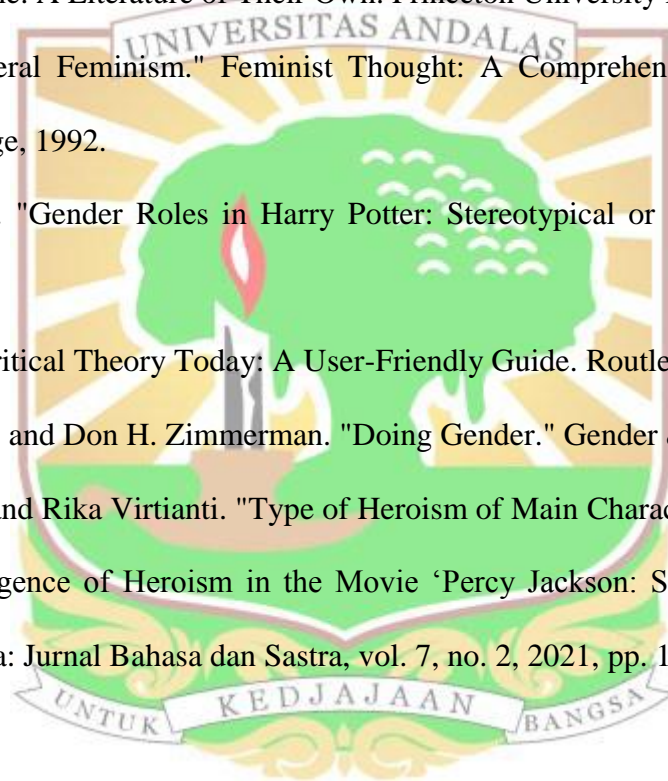 ne. A Literature of Their Own. Princeton University
UNIVERSITAS ANDALAS
eral Feminism." Feminist Thought: A Comprehen
ge, 1992.
. "Gender Roles in Harry Potter: Stereotypical or
ritical Theory Today: A User-Friendly Guide. Routle
, and Don H. Zimmerman. "Doing Gender." Gender
and Rika Virtianti. "Type of Heroism of Main Charac
gence of Heroism in the Movie ‘Percy Jackson: S
a: Jurnal Bahasa dan Sastra, vol. 7, no. 2, 2021, pp. 1
UNTUK KEDJAJAAN BANGSA